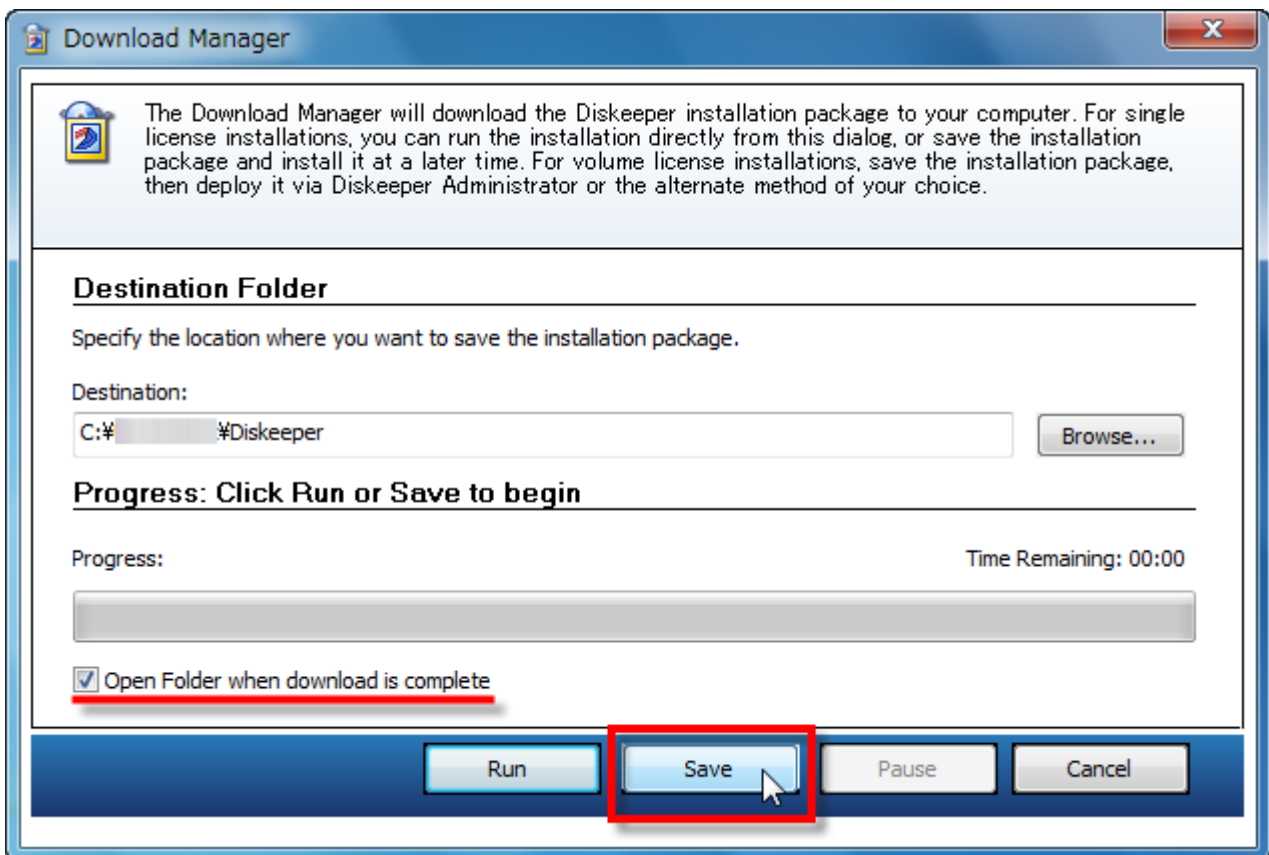 Download Manager
The Download Manager will download the Diskeeper installation package to your computer. For single
license installations, you can run the installation directly from this dialog, or save the installation
package and install it at a later time. For volume license installations, save the installation package,
then deploy it via Diskeeper Administrator or the alternate method of your choice.
Destination Folder
Specify the location where you want to save the installation package.
Destination:
C:¥ ¥Diskeeper
Browse...
Progress: Click Run or Save to begin
Progress: Time Remaining: 00:00
Open Folder when download is complete
Run Save Pause Cancel